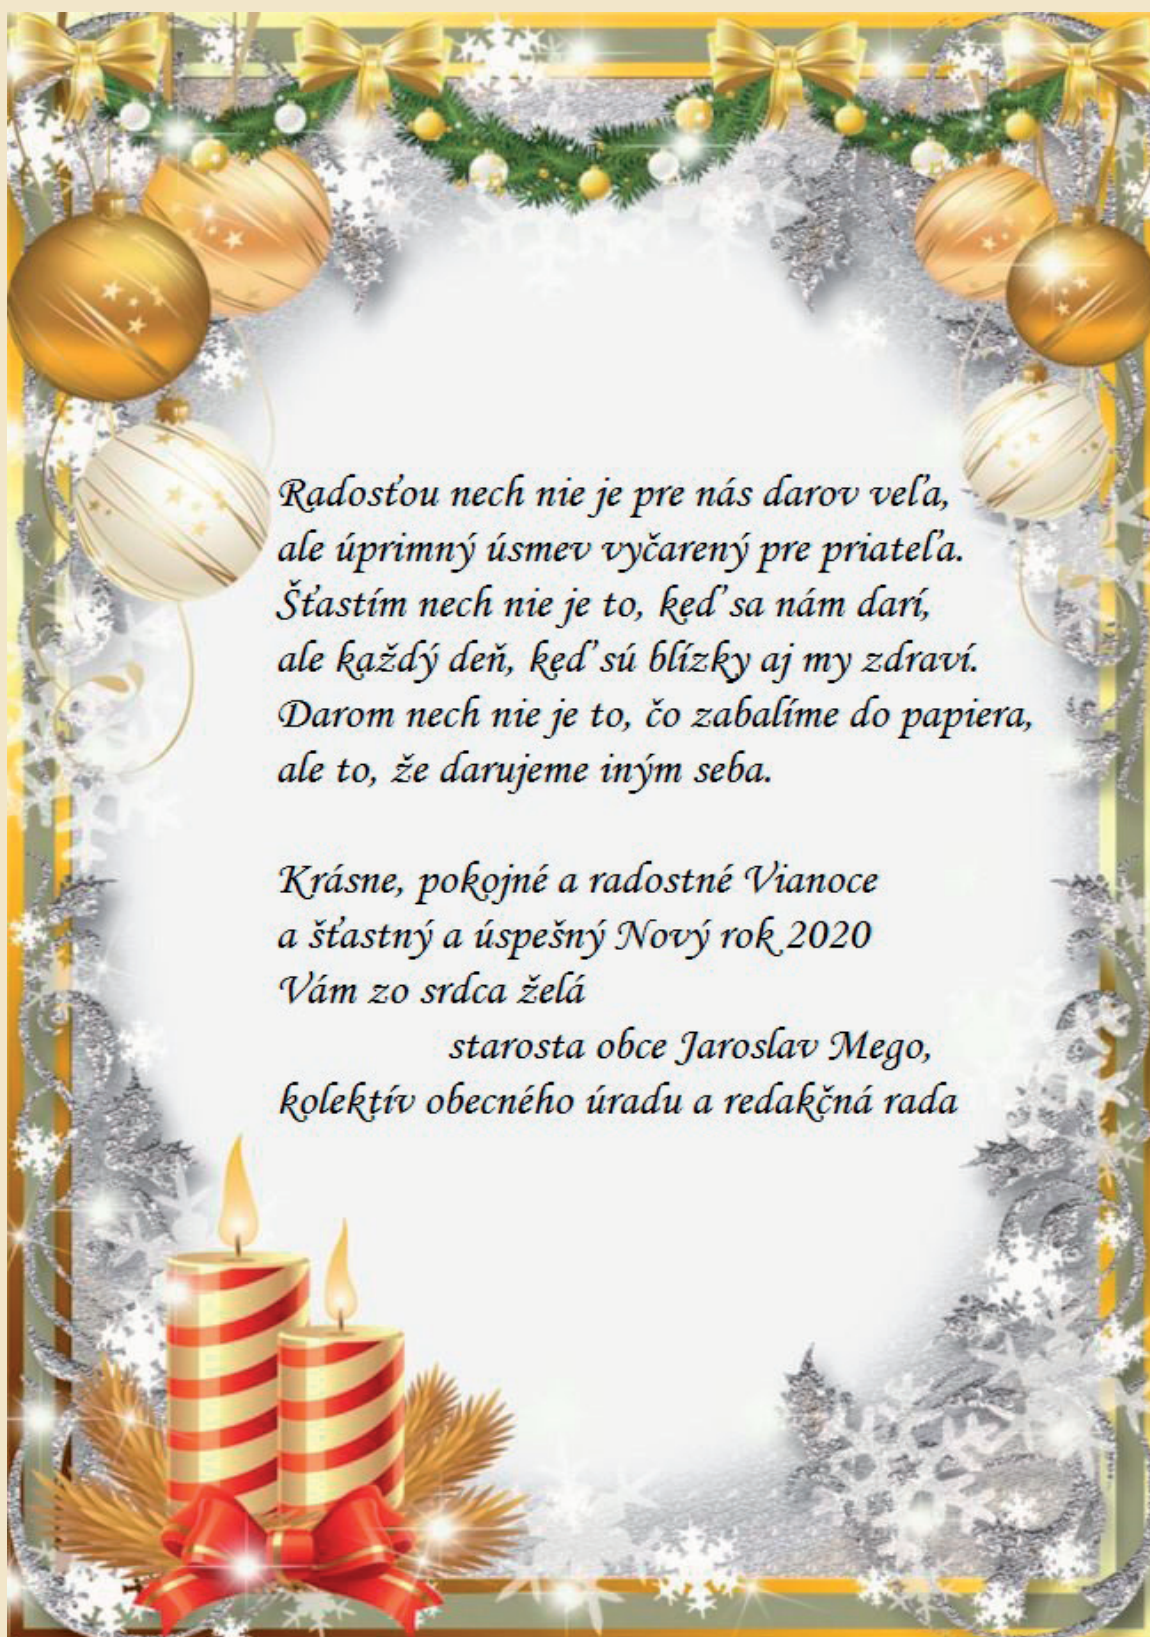 Radosťou nech nie je pre nás darov veľa,
ale úprimný úsmev vyčarený pre priateľa.
Šťastím nech nie je to, keď sa nám darí,
ale každý deň, keď sú blízky aj my zdraví.
Darom nech nie je to, čo zabalíme do papiera,
ale to, že darujeme iným seba.
Krásne, pokojné a radostné Vianoce
a šťastný a úspešný Nový rok 2020
Vám zo srdca želá
starosta obce Jaroslav Mego,
kolektív obecného úradu a redakčná rada